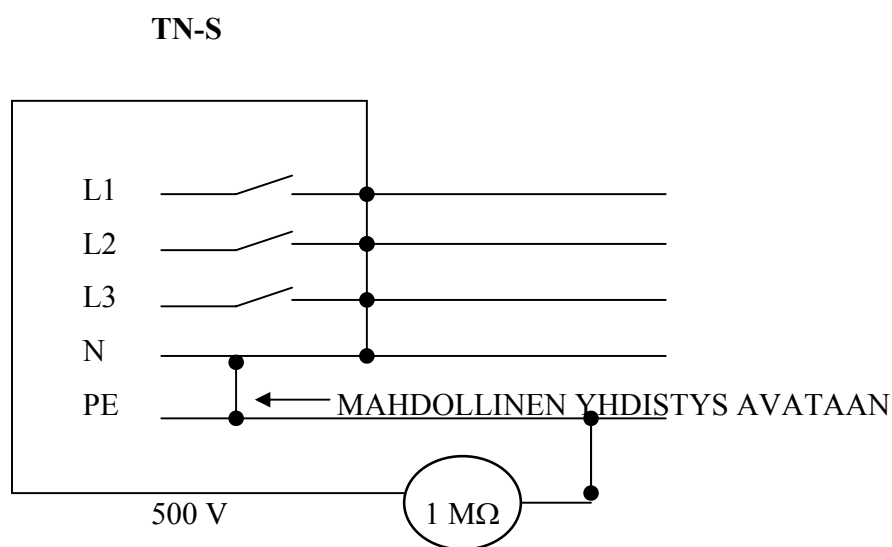 TN-S
L1
L2
L3
N
PE
MAHDOLLINEN YHDISTYS AVATAAN
500 V
1 MΩ